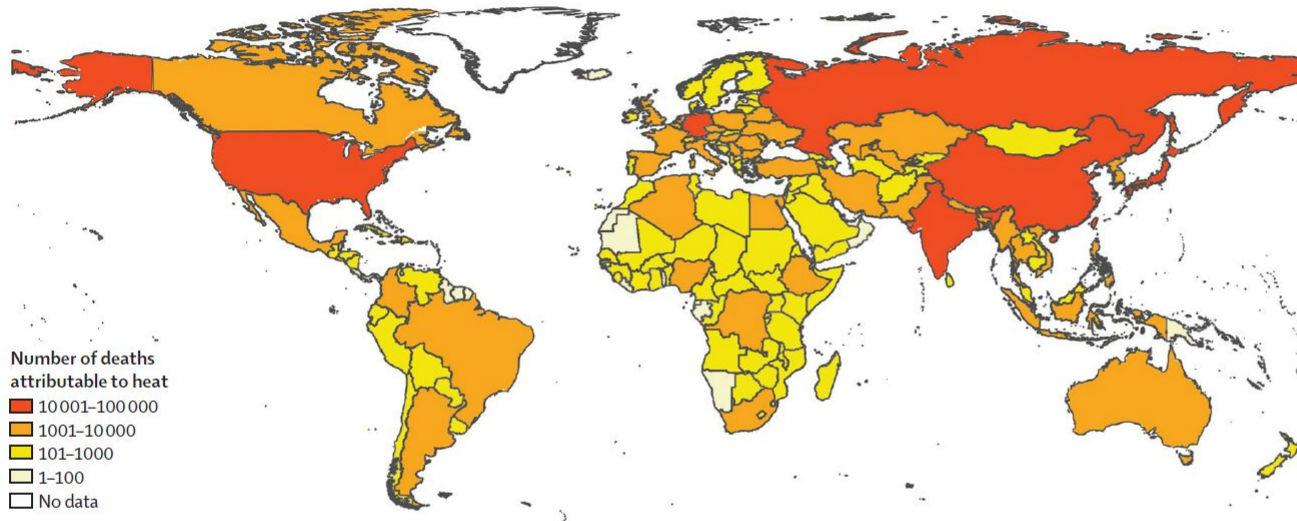 Number of deaths
attributable to heat
10 001–100 000
1001–10 000
101–1000
1–100
No data